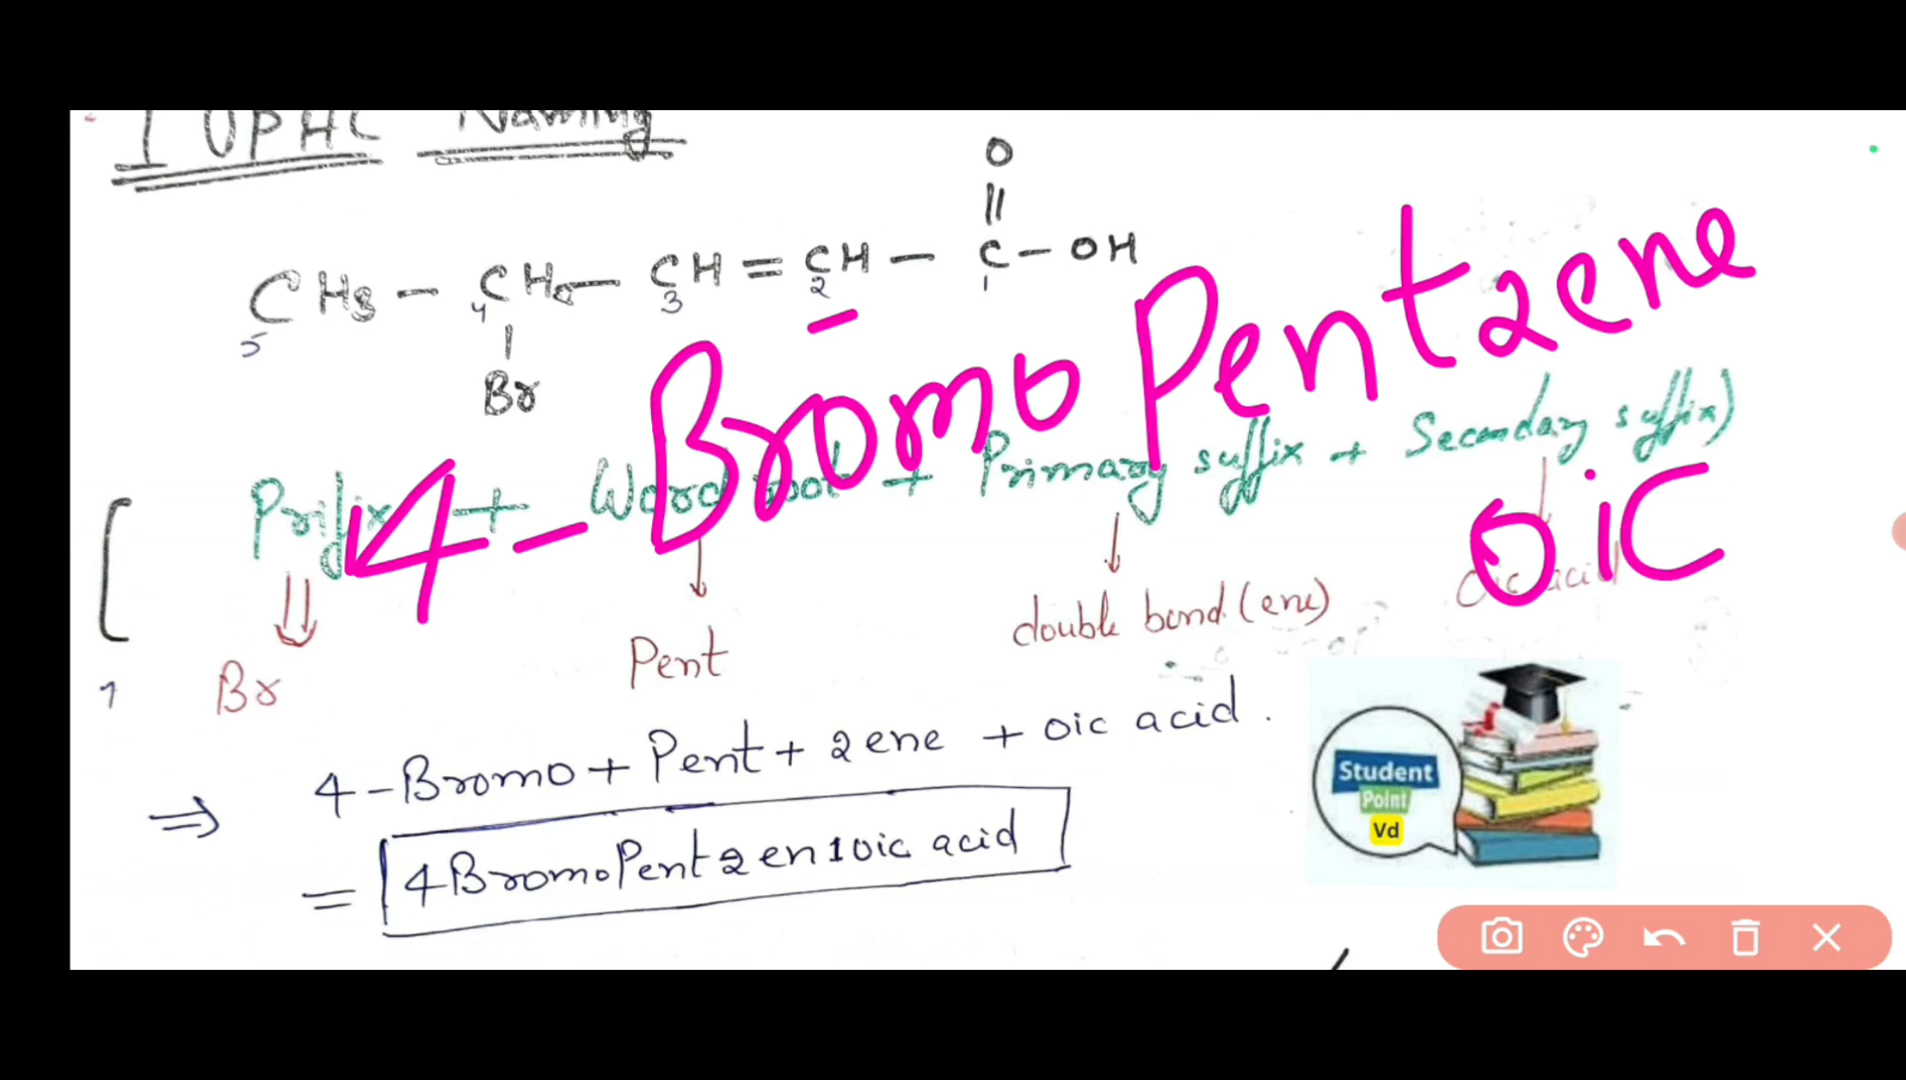 IUPAC Naming
O
||
CH3 - CH - CH = CH - C - OH
5 4 3 2 1
|
Br
4-BromoPent2ene
oic
Prifix + Word root + Primary suffix + Secondary suffix)
Br
Pent
double bond (ene)
Oic acid
⇒ 4-Bromo + Pent + 2ene + oic acid.
= 4BromoPent2en1oic acid
Student
Point
Vd